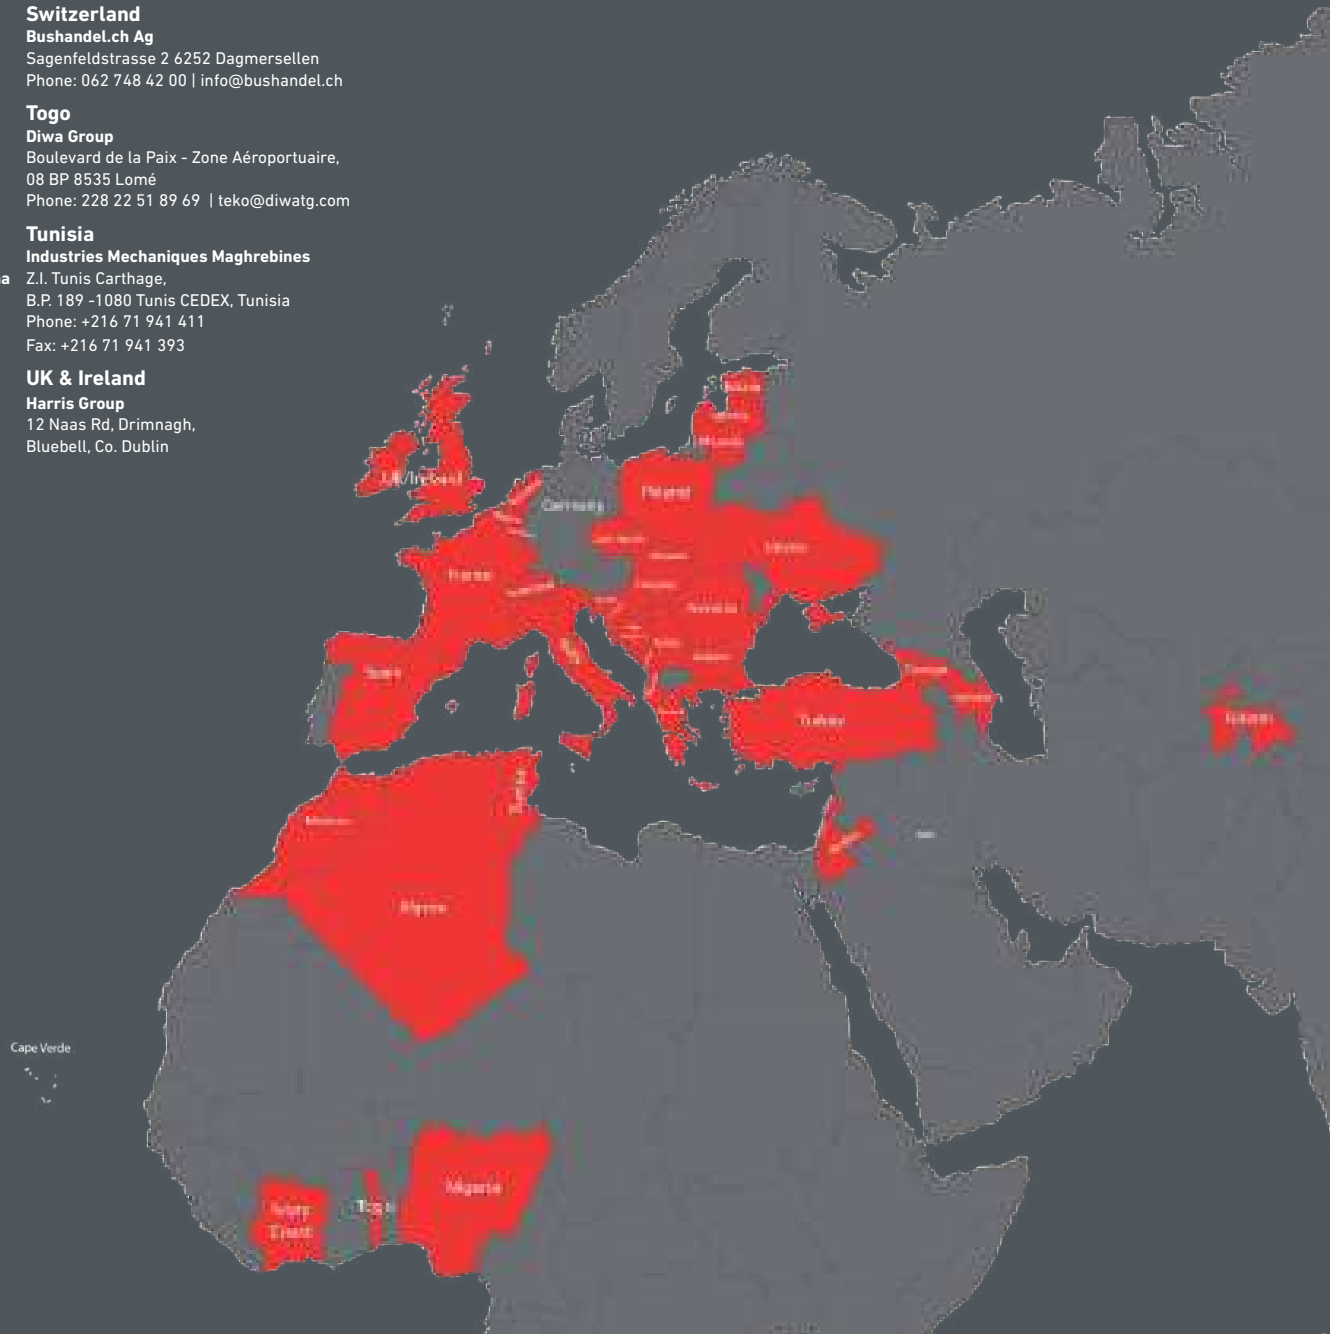 Switzerland
Bushandel.ch Ag
Sagenfeldstrasse 2 6252 Dagmersellen
Phone: 062 748 42 00 | info@bushandel.ch
Togo
Diwa Group
Boulevard de la Paix - Zone Aéroportuaire,
08 BP 8535 Lomé
Phone: 228 22 51 89 69 | teko@diwatg.com
Tunisia
Industries Mechaniques Maghrebines
a Z.I. Tunis Carthage,
B.P. 189 -1080 Tunis CEDEX, Tunisia
Phone: +216 71 941 411
Fax: +216 71 941 393
UK & Ireland
Harris Group
12 Naas Rd, Drimnagh,
Bluebell, Co. Dublin
UK/Ireland
Germany
Poland
Ukraine
France
Romania
Spain
Georgia
Turkey
Tunisia
Morocco
Algeria
Cape Verde
Nigeria
Togo
Ivory
Coast